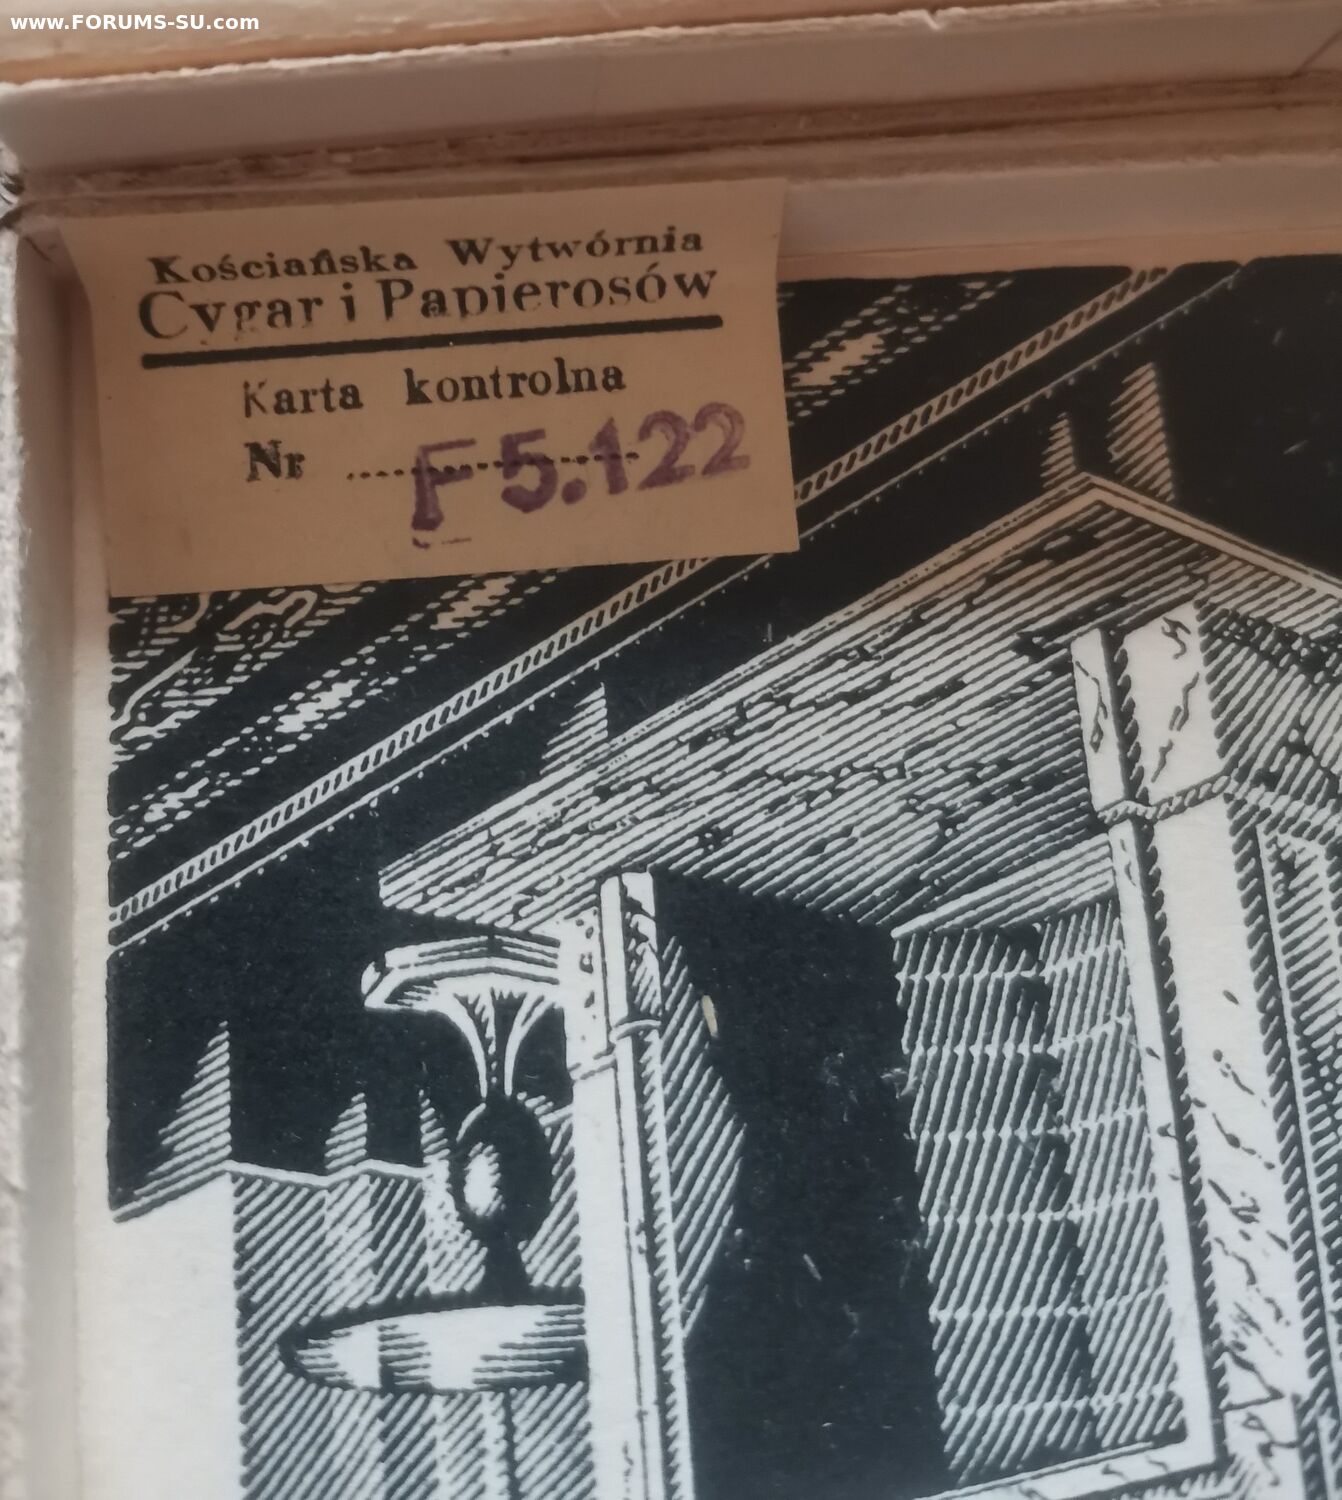 www.FORUMS-SU.com
Kościańska Wytwórnia
Cygar i Papierosów
Karta kontrolna
Nr F5.122